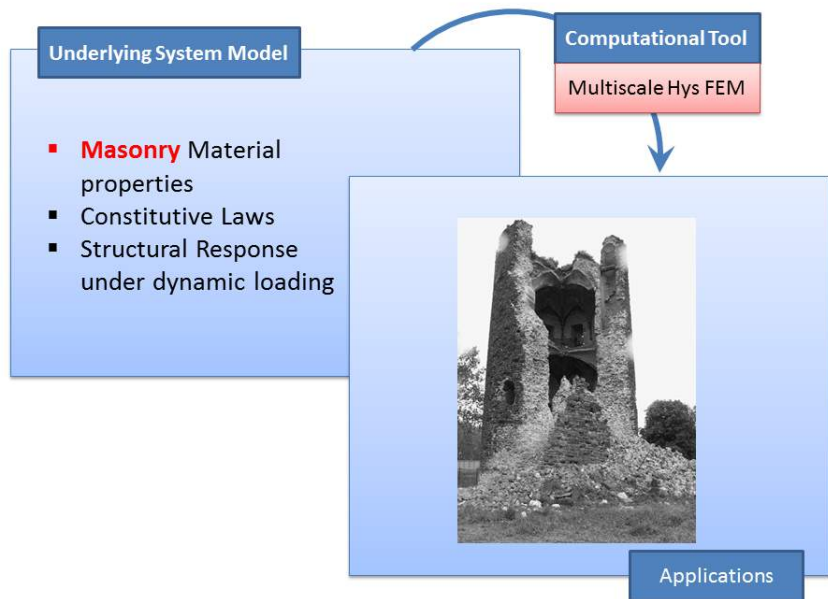 Underlying System Model
Computational Tool
Multiscale Hys FEM
▪ Masonry Material
properties
▪ Constitutive Laws
▪ Structural Response
under dynamic loading
Applications